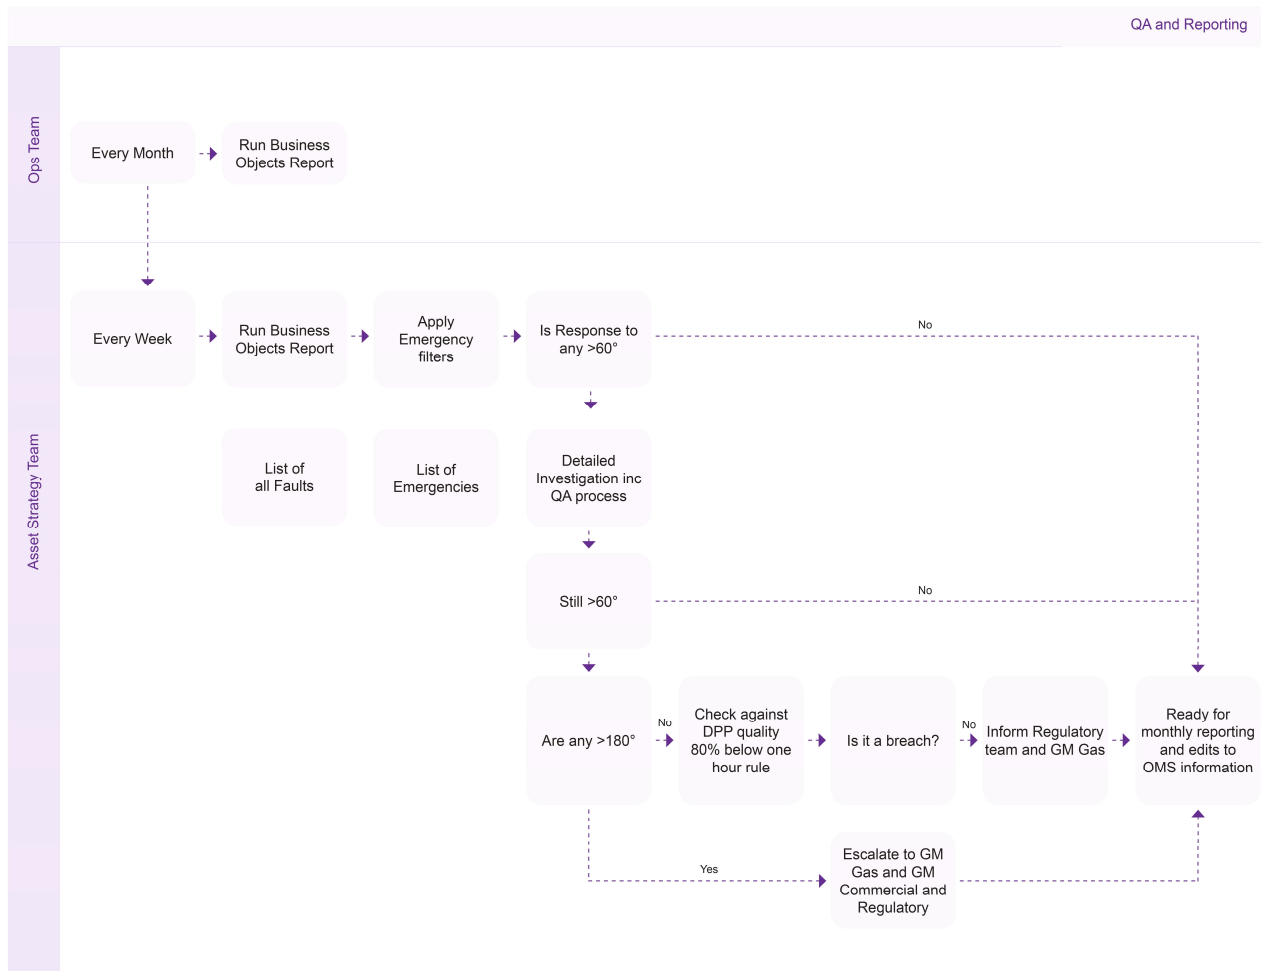 QA and Reporting
Ops Team
Every Month
Run Business
Objects Report
Asset Strategy Team
Every Week
Run Business
Objects Report
Apply
Emergency
filters
Is Response to
any >60°
No
List of
all Faults
List of
Emergencies
Detailed
Investigation inc
QA process
Still >60°
No
Are any >180°
No
Check against
DPP quality
80% below one
hour rule
Is it a breach?
No
Inform Regulatory
team and GM Gas
Ready for
monthly reporting
and edits to
OMS information
Yes
Escalate to GM
Gas and GM
Commercial and
Regulatory